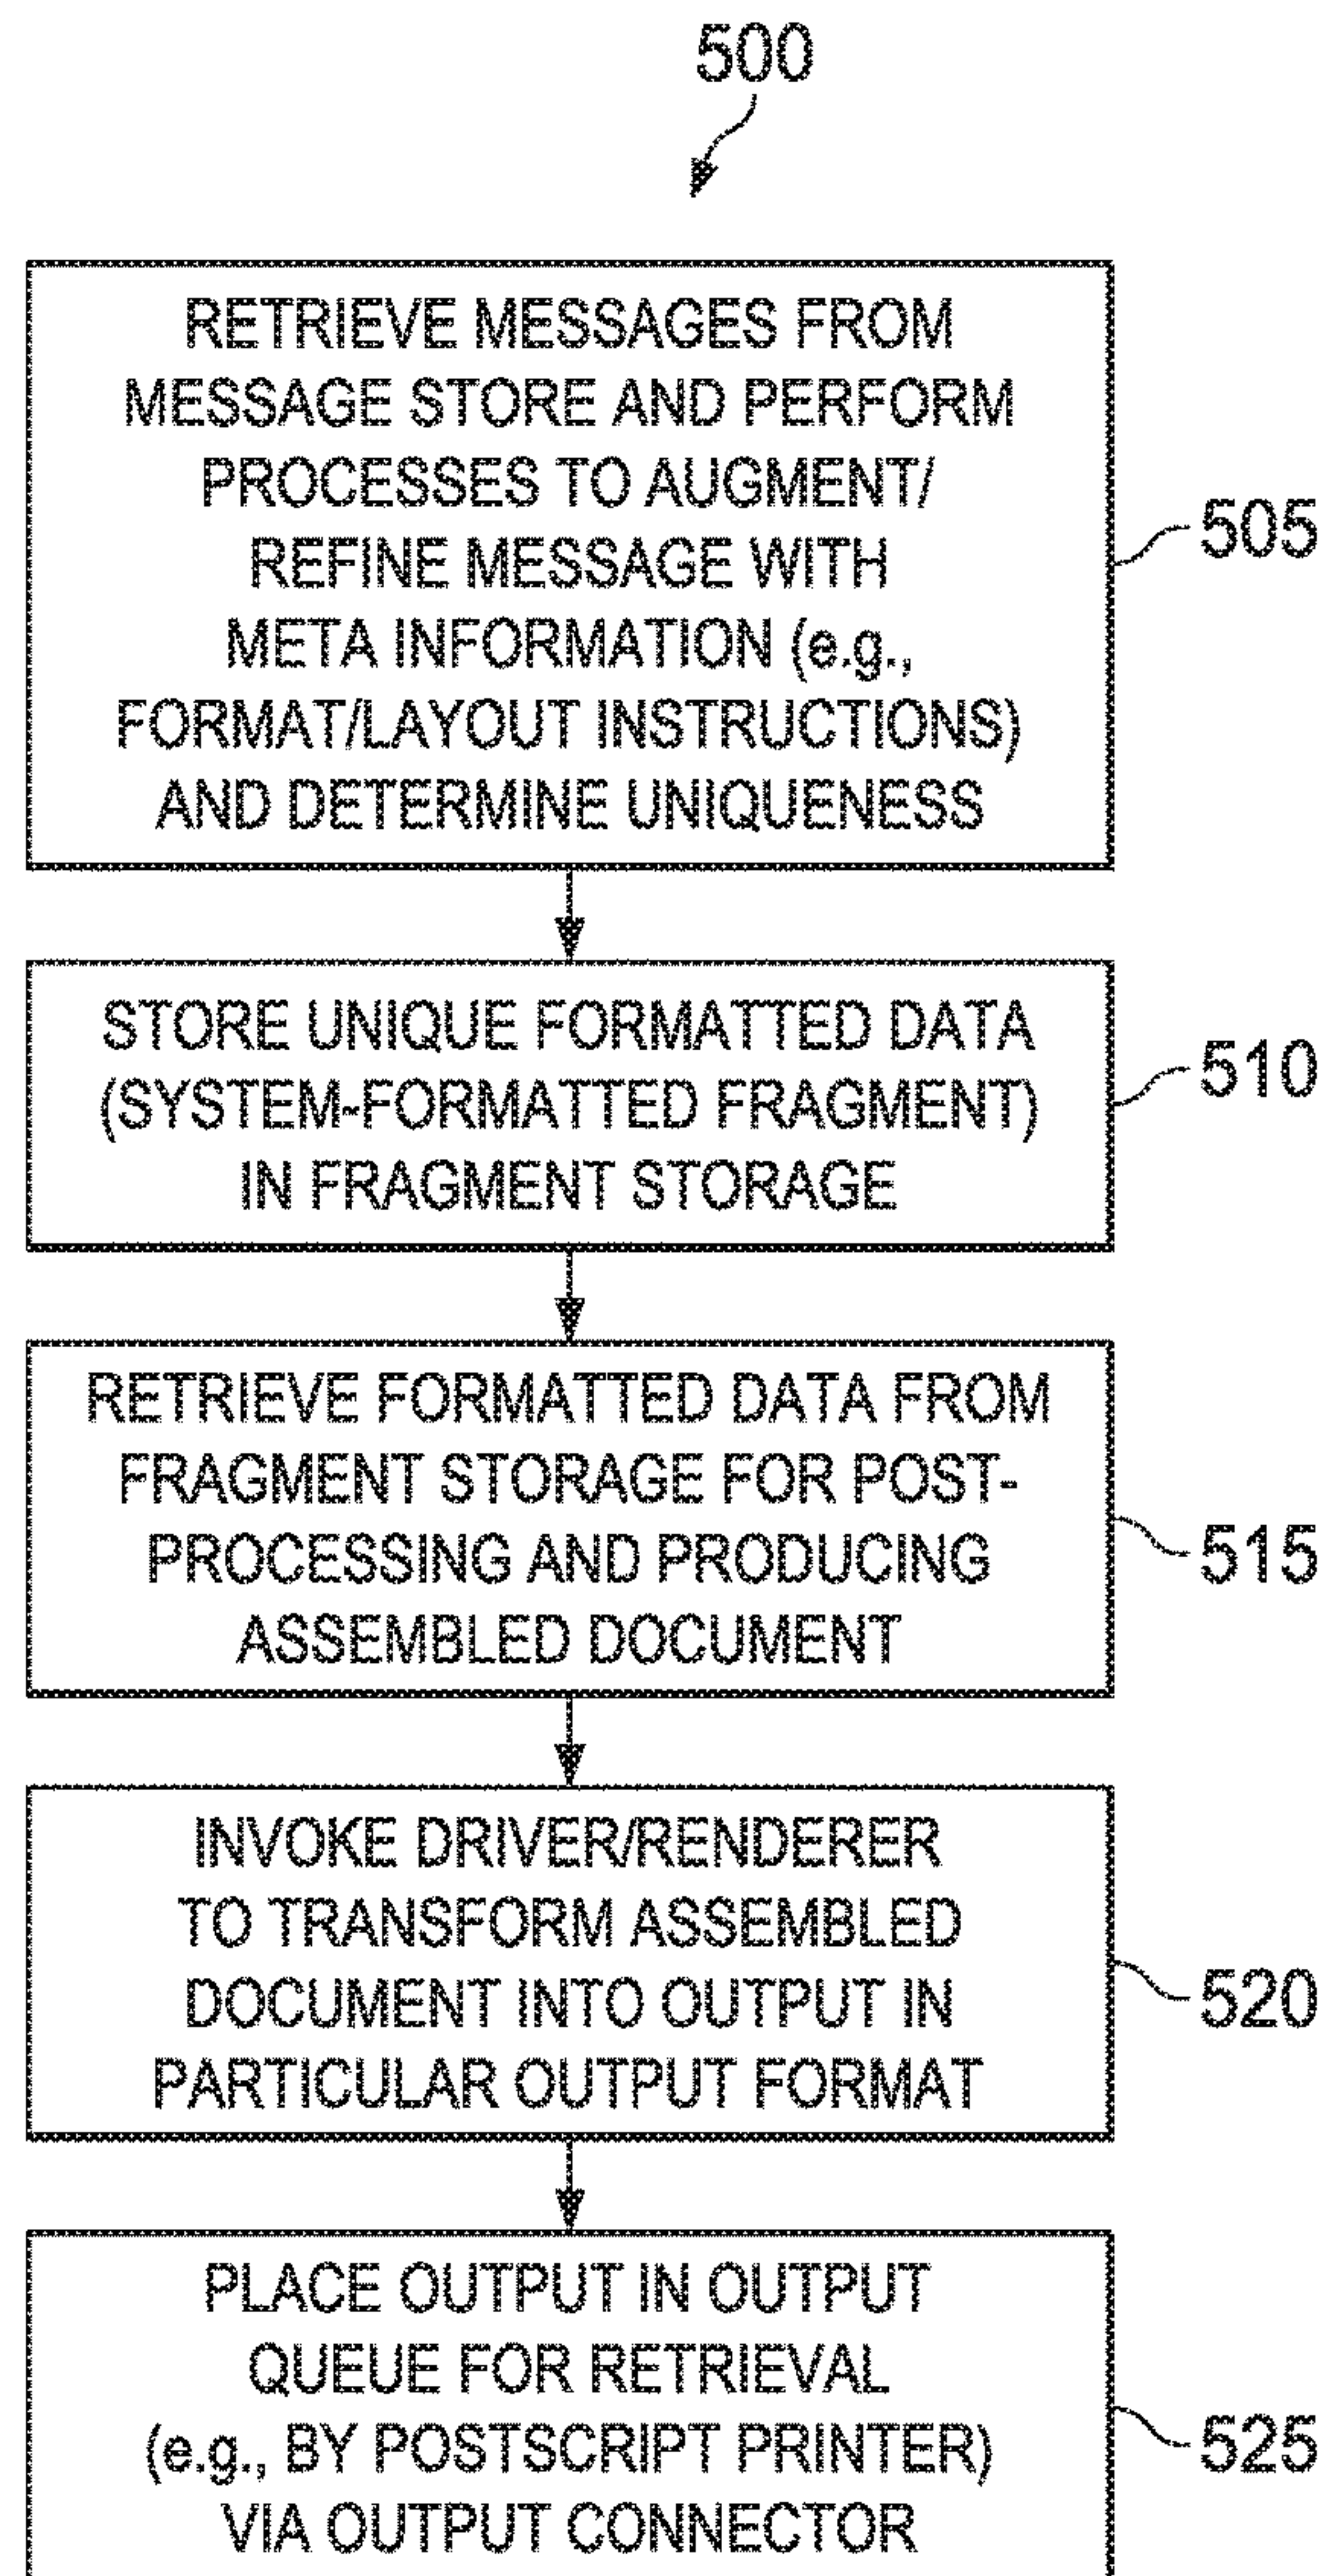 500
RETRIEVE MESSAGES FROM
MESSAGE STORE AND PERFORM
PROCESSES TO AUGMENT/
REFINE MESSAGE WITH
META INFORMATION (e.g.,
FORMAT/LAYOUT INSTRUCTIONS)
AND DETERMINE UNIQUENESS
505
STORE UNIQUE FORMATTED DATA
(SYSTEM-FORMATTED FRAGMENT)
IN FRAGMENT STORAGE
510
RETRIEVE FORMATTED DATA FROM
FRAGMENT STORAGE FOR POST-
PROCESSING AND PRODUCING
ASSEMBLED DOCUMENT
515
INVOKE DRIVER/RENDERER
TO TRANSFORM ASSEMBLED
DOCUMENT INTO OUTPUT IN
PARTICULAR OUTPUT FORMAT
520
PLACE OUTPUT IN OUTPUT
QUEUE FOR RETRIEVAL
(e.g., BY POSTSCRIPT PRINTER)
VIA OUTPUT CONNECTOR
525